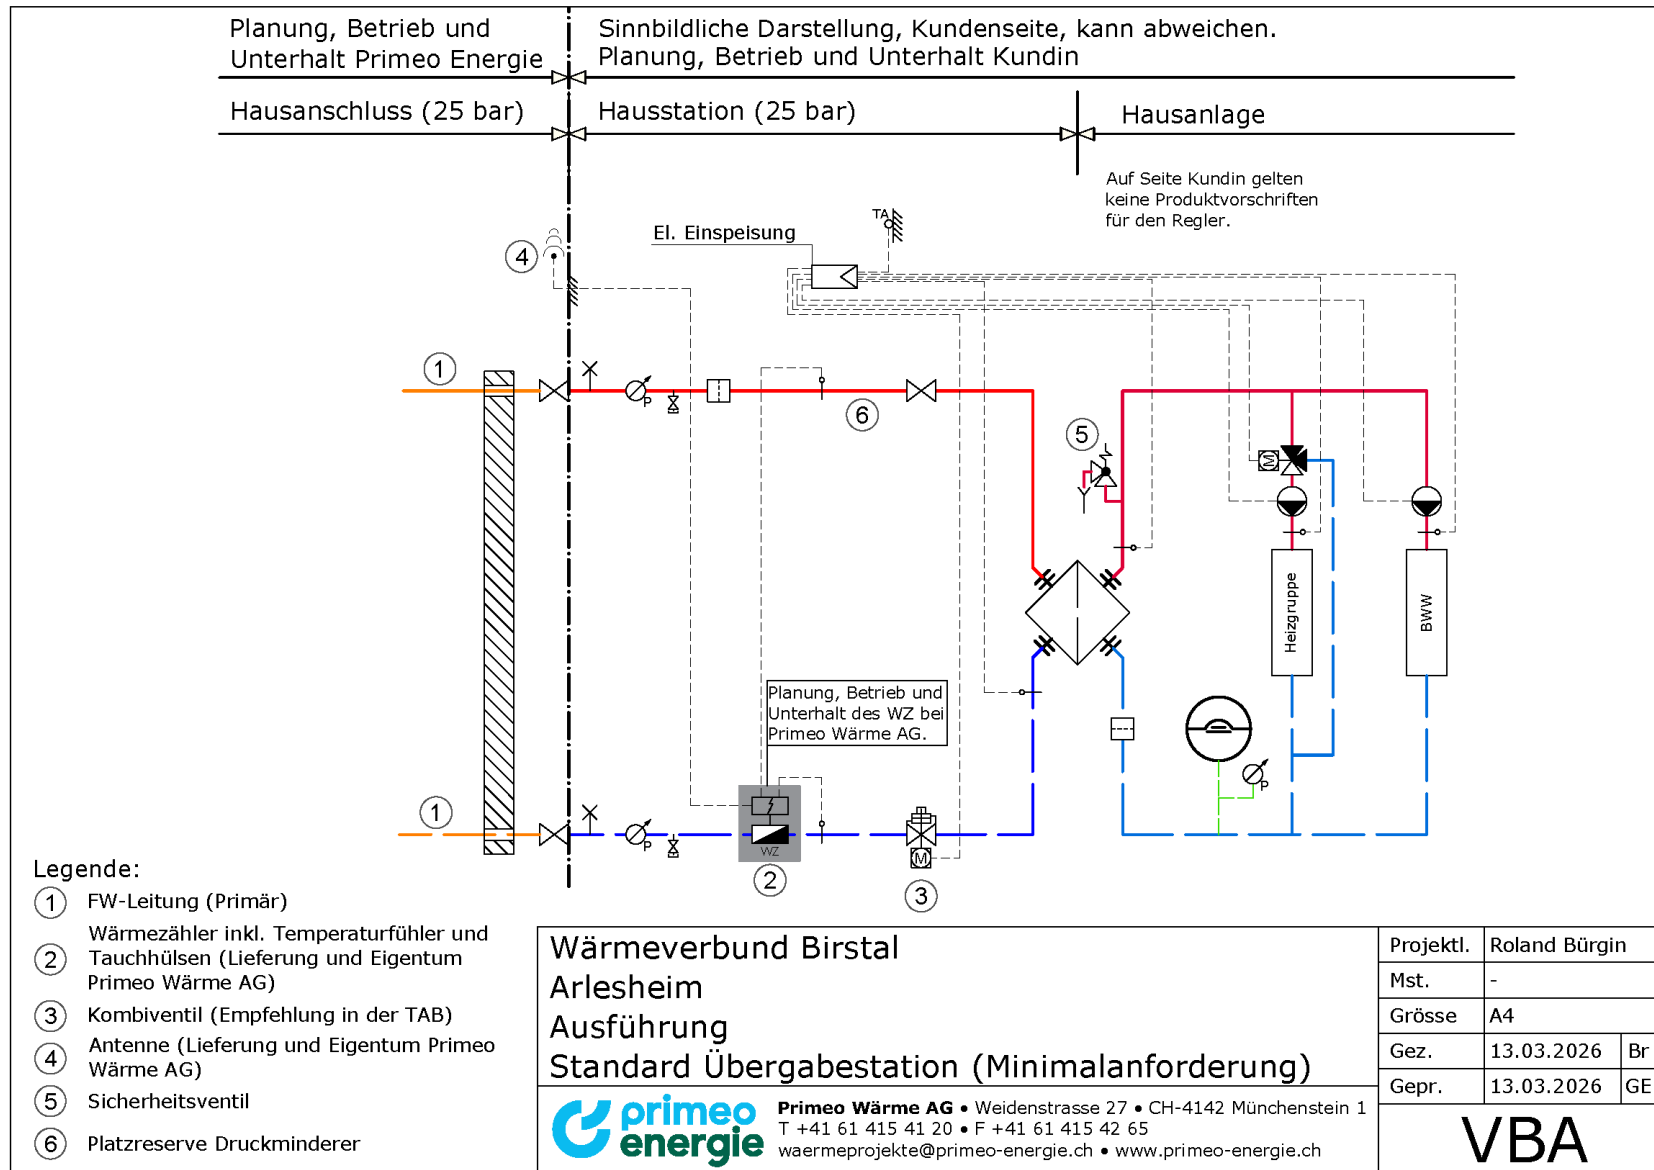 Planung, Betrieb und
Unterhalt Primeo Energie
Sinnbildliche Darstellung, Kundenseite, kann abweichen.
Planung, Betrieb und Unterhalt Kundin
Hausanschluss (25 bar)
Hausstation (25 bar)
Hausanlage
Auf Seite Kundin gelten
keine Produktvorschriften
für den Regler.
TA
El. Einspeisung
4
1
P
6
5
M
Heizgruppe
BWW
Planung, Betrieb und
Unterhalt des WZ bei
Primeo Wärme AG.
P
1
P
WZ
M
2
3
Legende:
1 FW-Leitung (Primär)
2 Wärmezähler inkl. Temperaturfühler und
Tauchhülsen (Lieferung und Eigentum
Primeo Wärme AG)
3 Kombiventil (Empfehlung in der TAB)
4 Antenne (Lieferung und Eigentum Primeo
Wärme AG)
5 Sicherheitsventil
6 Platzreserve Druckminderer
Wärmeverbund Birstal
Arlesheim
Ausführung
Standard Übergabestation (Minimalanforderung)
primeo
energie
Primeo Wärme AG • Weidenstrasse 27 • CH-4142 Münchenstein 1
T +41 61 415 41 20 • F +41 61 415 42 65
waermeprojekte@primeo-energie.ch • www.primeo-energie.ch
Projektl. Roland Bürgin
Mst. -
Grösse A4
Gez. 13.03.2026 Br
Gepr. 13.03.2026 GE
VBA